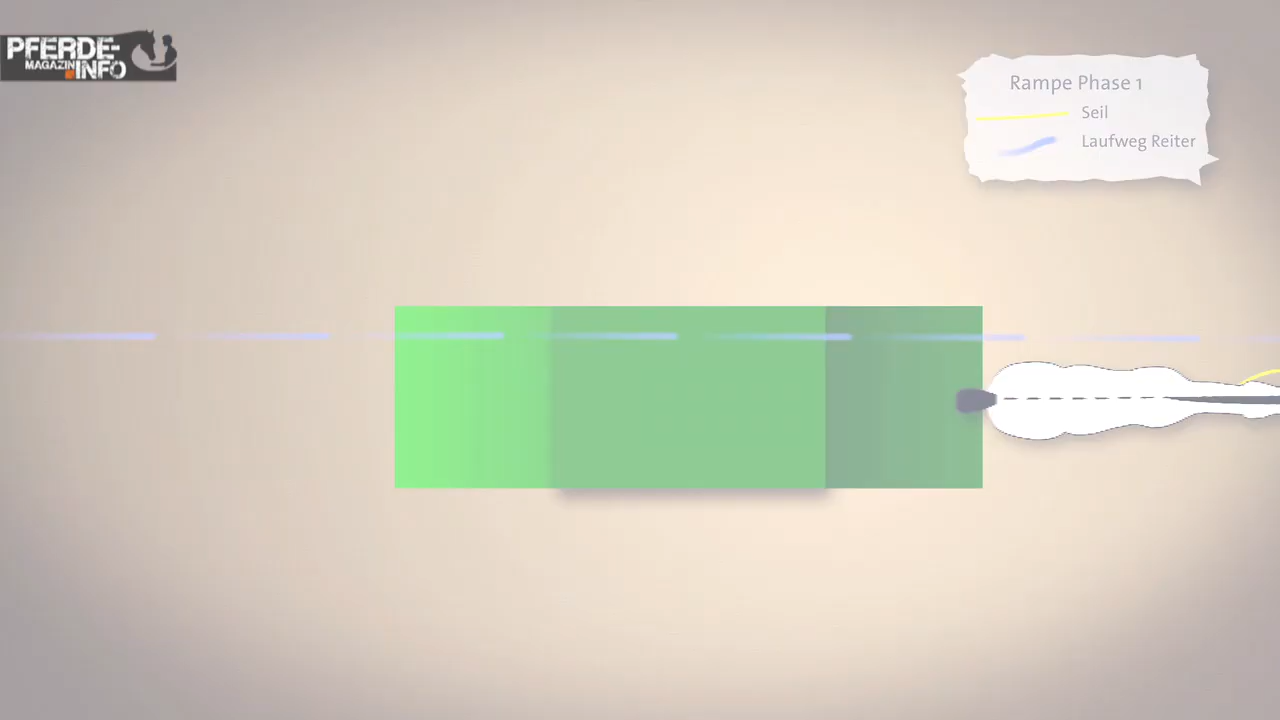 PFERDE-
MAGAZIN.INFO
Rampe Phase 1
Seil
Laufweg Reiter